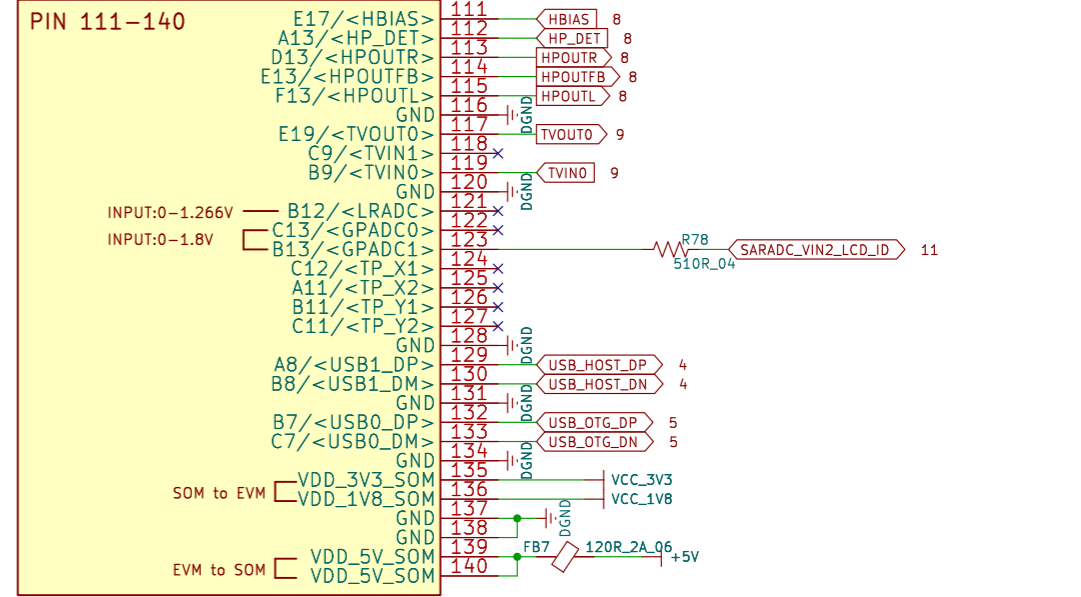 PIN 111-140
E17/<HBIAS> 111 HBIAS 8
A13/<HP_DET> 112 HP_DET 8
D13/<HPOUTR> 113 HPOUTR 8
E13/<HPOUTFB> 114 HPOUTFB 8
F13/<HPOUTL> 115 HPOUTL 8
GND 116 DGND
E19/<TVOUT0> 117 TVOUT0 9
C9/<TVIN1> 118
B9/<TVIN0> 119 TVIN0 9
GND 120 DGND
INPUT:0-1.266V B12/<LRADC> 121
C13/<GPADC0> 122
INPUT:0-1.8V
B13/<GPADC1> 123 R78 510R_04 SARADC_VIN2_LCD_ID 11
C12/<TP_X1> 124
A11/<TP_X2> 125
B11/<TP_Y1> 126
C11/<TP_Y2> 127
GND 128 DGND
A8/<USB1_DP> 129 USB_HOST_DP 4
B8/<USB1_DM> 130 USB_HOST_DN 4
GND 131 DGND
B7/<USB0_DP> 132 USB_OTG_DP 5
C7/<USB0_DM> 133 USB_OTG_DN 5
GND 134 DGND
VDD_3V3_SOM 135 VCC_3V3
SOM to EVM
VDD_1V8_SOM 136 VCC_1V8
GND 137 DGND
GND 138
VDD_5V_SOM 139 FB7 120R_2A_06 +5V
EVM to SOM
VDD_5V_SOM 140